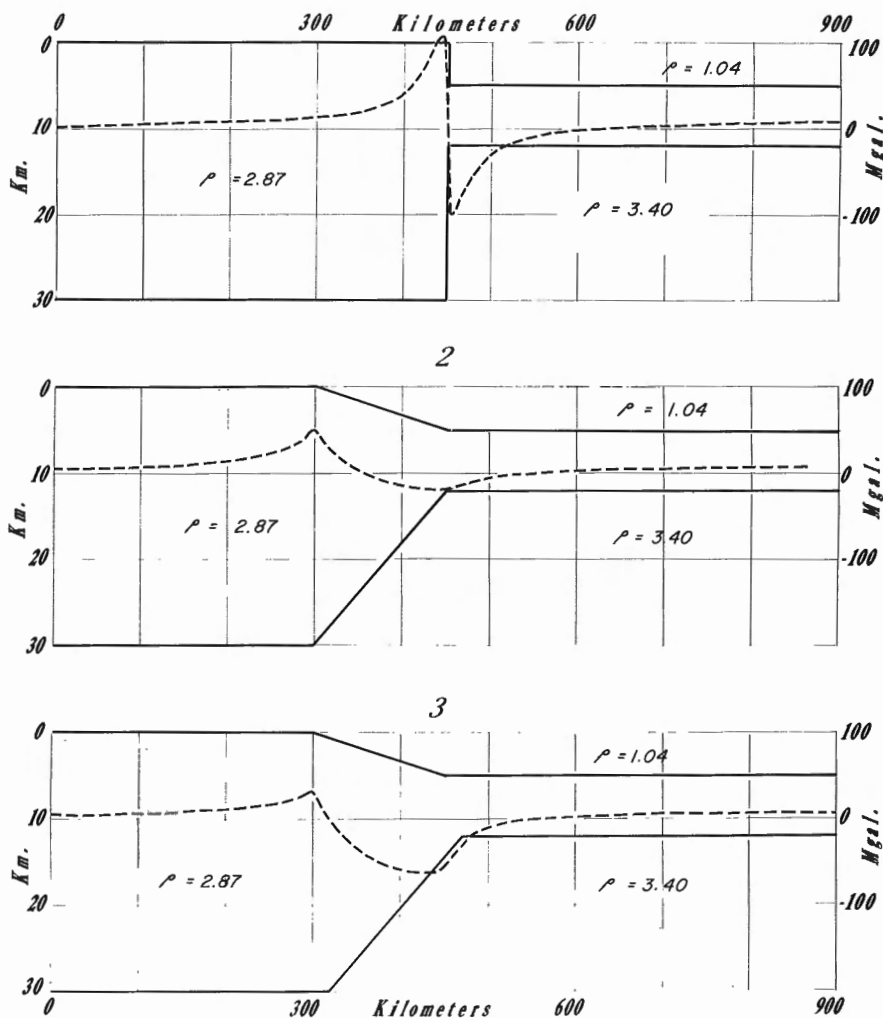 0 300 Kilometers 600 900
0 100
ρ = 1.04
10 0
Km. Mgal.
ρ = 2.87
20 ρ = 3.40 -100
30
2
0 100
ρ = 1.04
10 0
Km. Mgal.
ρ = 2.87 ρ = 3.40
20 -100
30
3
0 100
ρ = 1.04
10 0
Km. Mgal.
ρ = 2.87 ρ = 3.40
20 -100
30
0 300 Kilometers 600 900